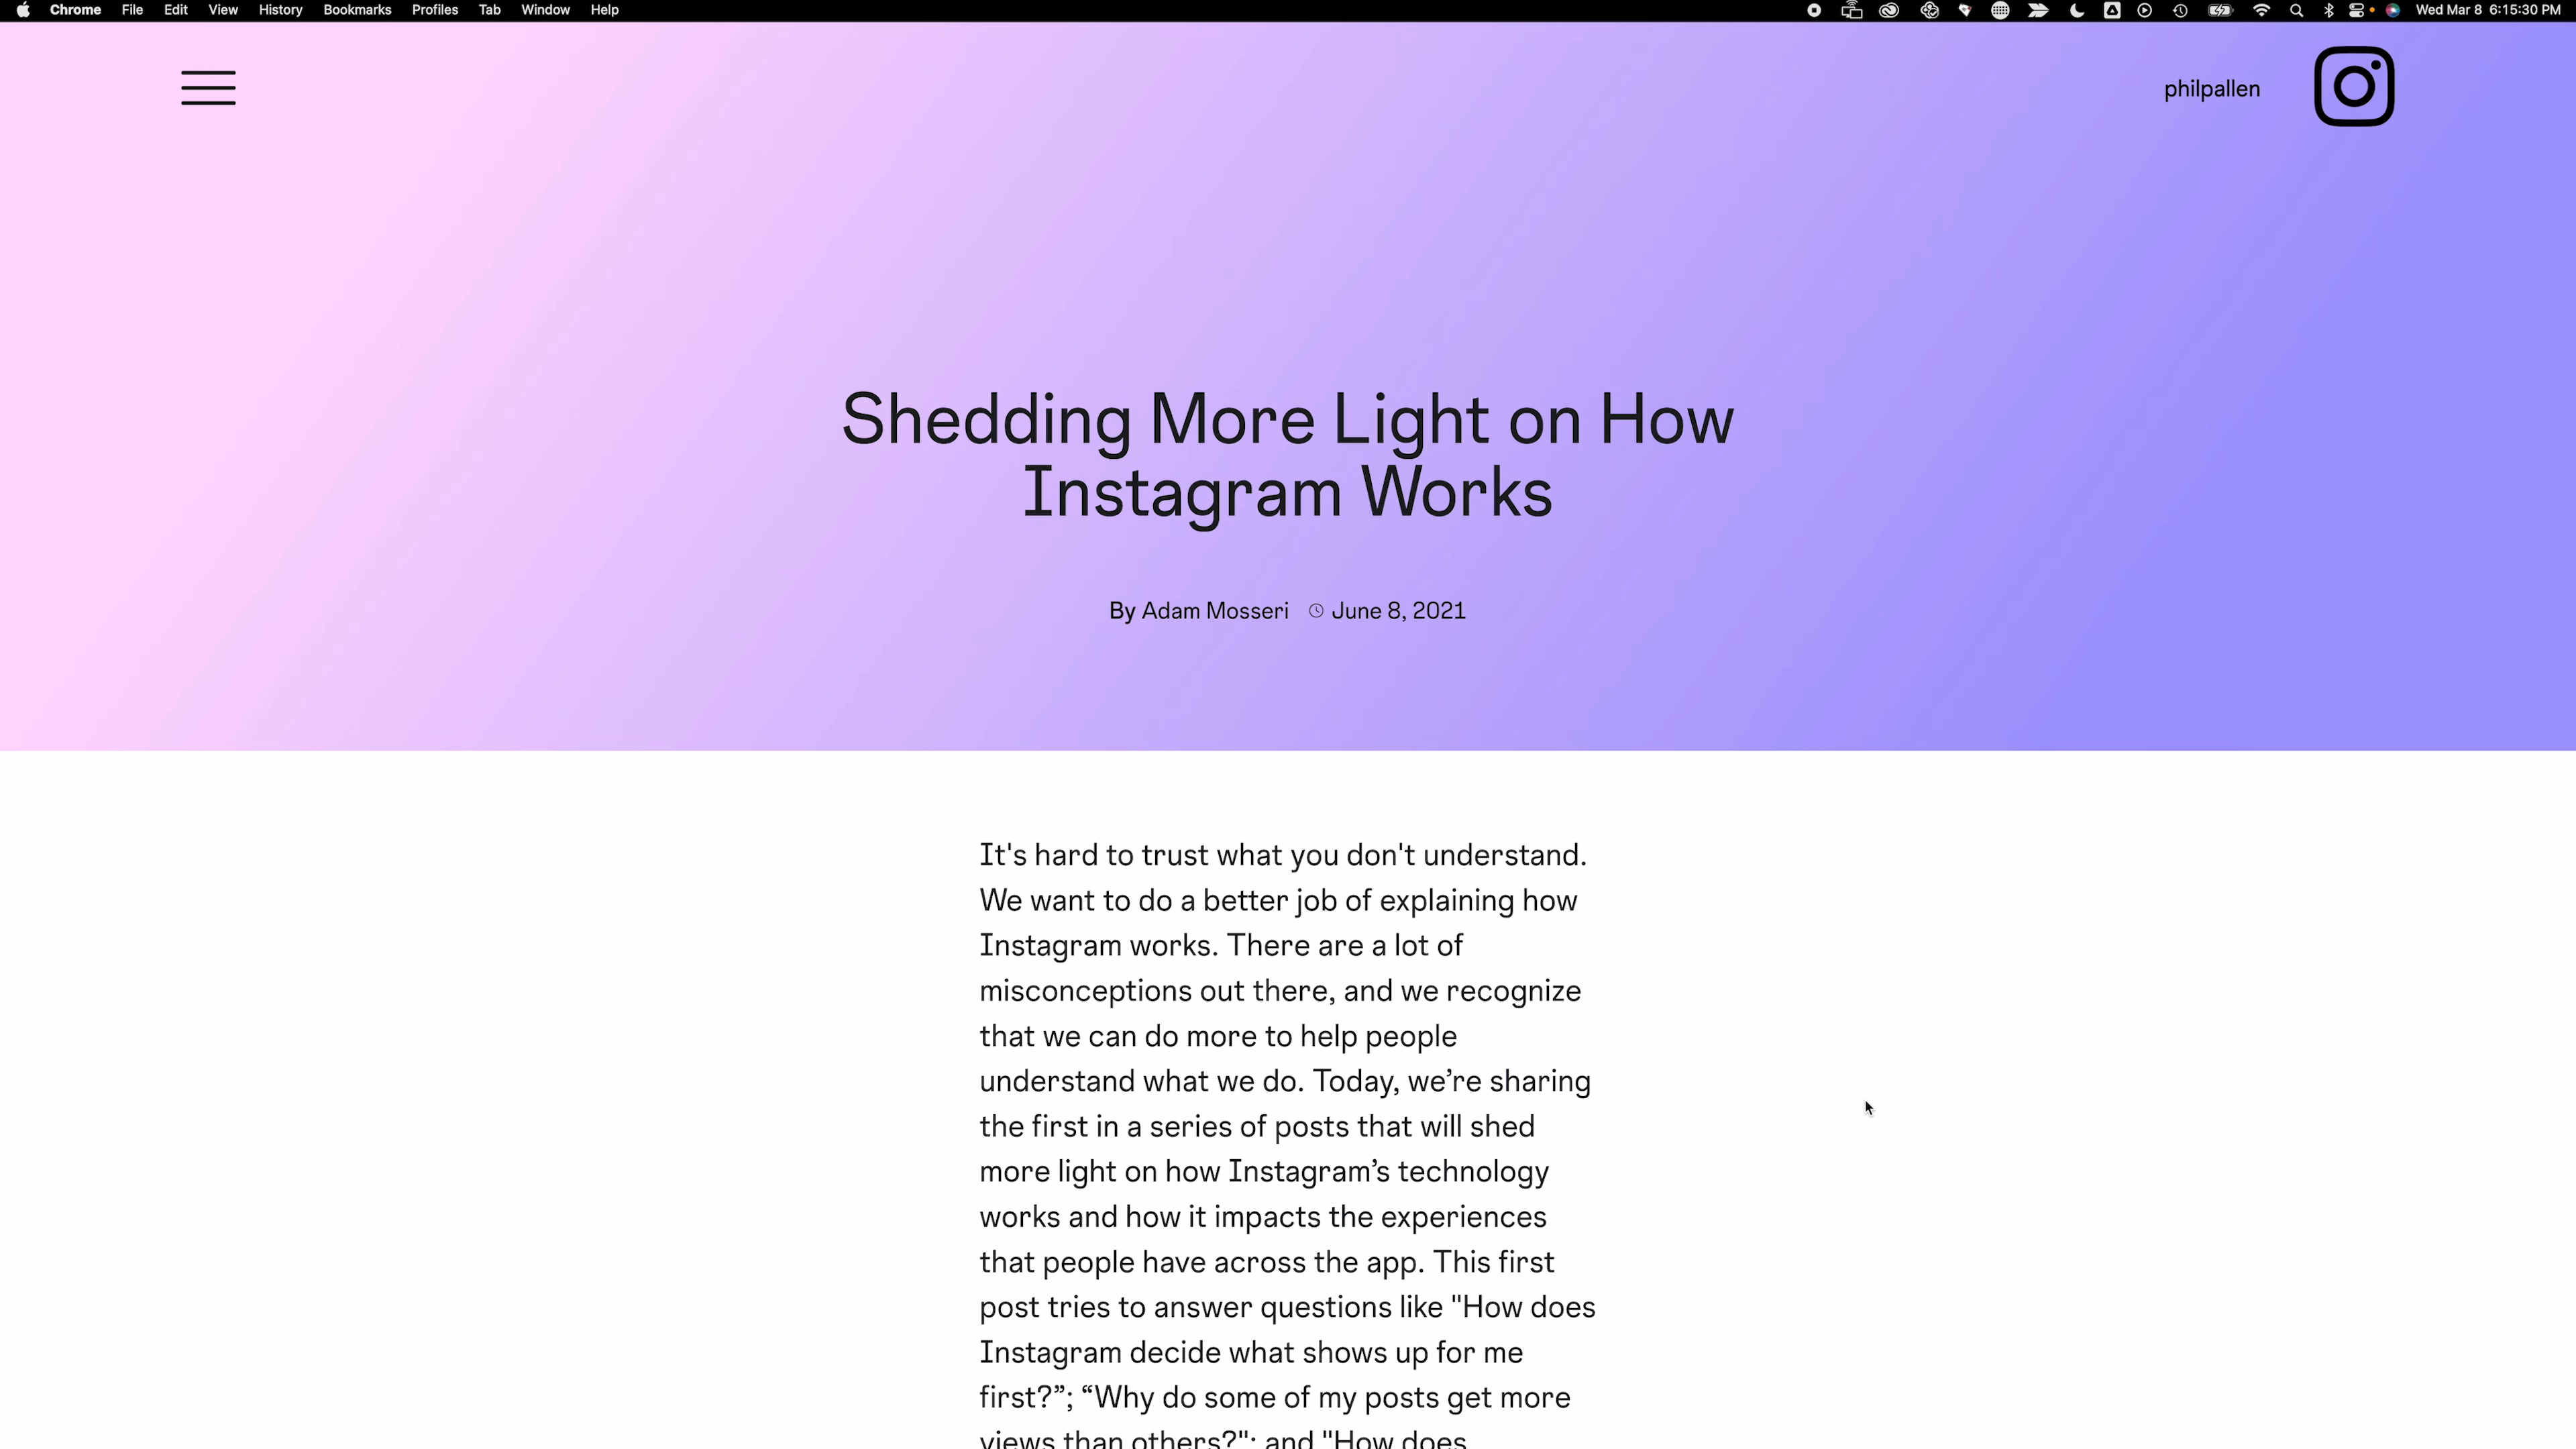 Chrome File Edit View History Bookmarks Profiles Tab Window Help Wed Mar 8 6:15:30 PM
philpallen
Shedding More Light on How
Instagram Works
By Adam Mosseri June 8, 2021
It's hard to trust what you don't understand.
We want to do a better job of explaining how
Instagram works. There are a lot of
misconceptions out there, and we recognize
that we can do more to help people
understand what we do. Today, we’re sharing
the first in a series of posts that will shed
more light on how Instagram’s technology
works and how it impacts the experiences
that people have across the app. This first
post tries to answer questions like "How does
Instagram decide what shows up for me
first?”; “Why do some of my posts get more
views than others?"; and "How does